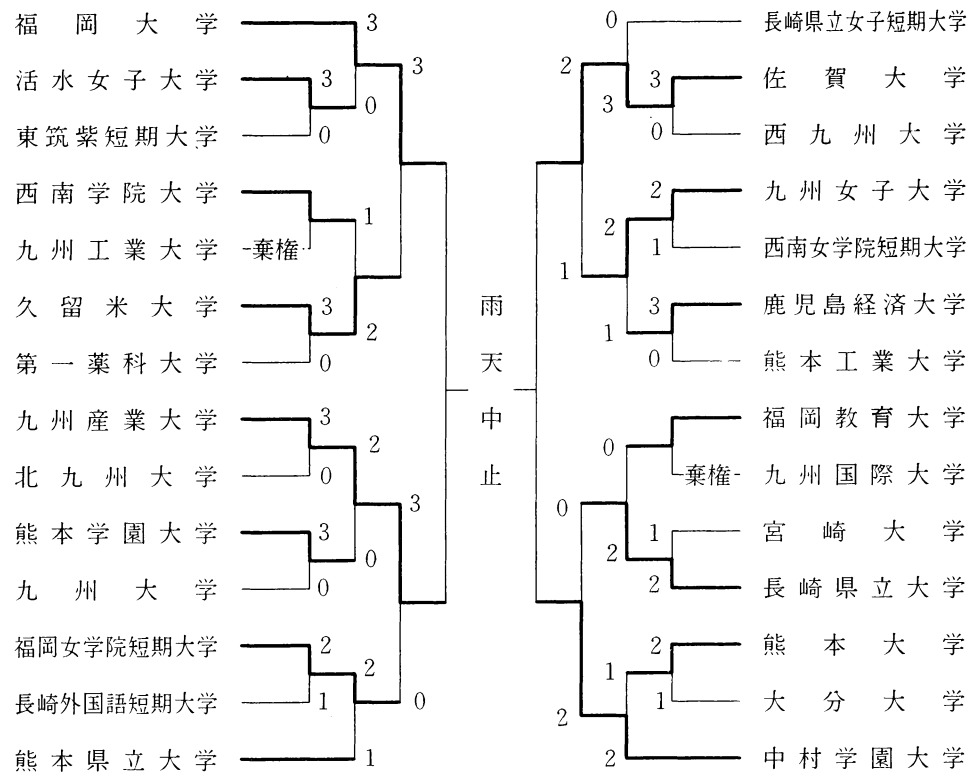 福岡大学
3
活水女子大学
3
0
3
東筑紫短期大学
0
西南学院大学
1
九州工業大学
棄権
久留米大学
3
2
第一薬科大学
0
九州産業大学
3
2
北九州大学
0
3
熊本学園大学
3
0
九州大学
0
福岡女学院短期大学
2
2
長崎外国語短期大学
1
0
熊本県立大学
1
雨天中止
0
長崎県立女子短期大学
2
3
3
佐賀大学
0
西九州大学
2
九州女子大学
2
1
西南女学院短期大学
1
3
鹿児島経済大学
1
0
熊本工業大学
0
福岡教育大学
棄権
九州国際大学
0
1
宮崎大学
2
2
長崎県立大学
2
熊本大学
1
1
大分大学
2
2
中村学園大学